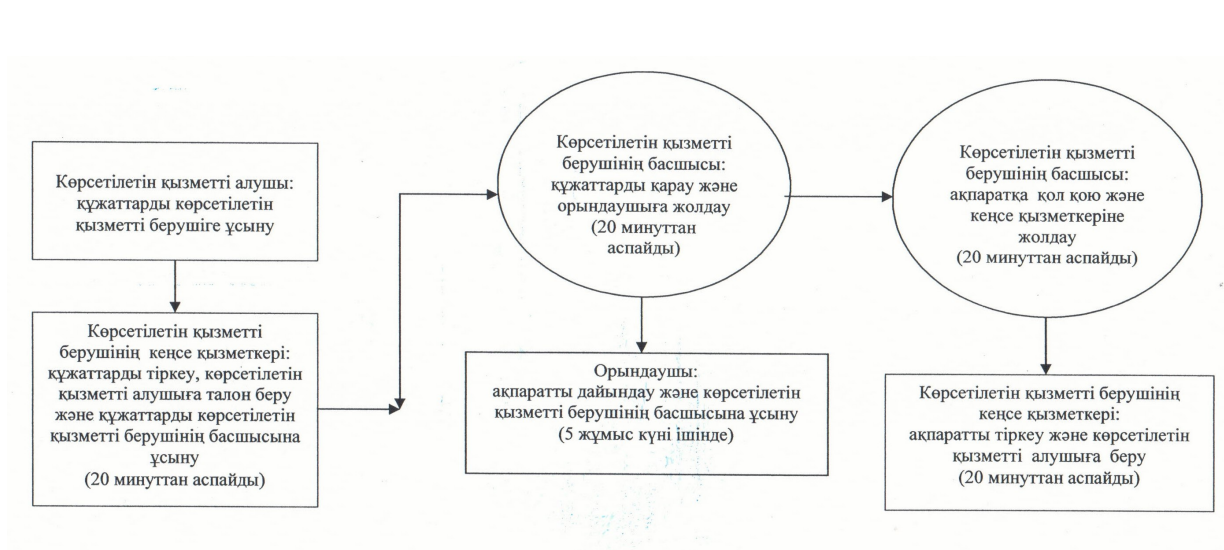 Көрсетілетін қызметті алушы:
құжаттарды көрсетілетін
қызметті берушіге ұсыну
Көрсетілетін қызметті
берушінің кеңсе қызметкері:
құжаттарды тіркеу, көрсетілетін
қызметті алушыға талон беру
және құжаттарды көрсетілетін
қызметті берушінің басшысына
ұсыну
(20 минуттан аспайды)
Көрсетілетін қызметті
берушінің басшысы:
құжаттарды қарау және
орындаушыға жолдау
(20 минуттан
аспайды)
Орындаушы:
ақпаратты дайындау және көрсетілетін
қызметті берушінің басшысына ұсыну
(5 жұмыс күні ішінде)
Көрсетілетін қызметті
берушінің басшысы:
ақпаратқа қол қою және
кеңсе қызметкеріне
жолдау
(20 минуттан аспайды)
Көрсетілетін қызметті берушінің
кеңсе қызметкері:
ақпаратты тіркеу және көрсетілетін
қызметті алушыға беру
(20 минуттан аспайды)